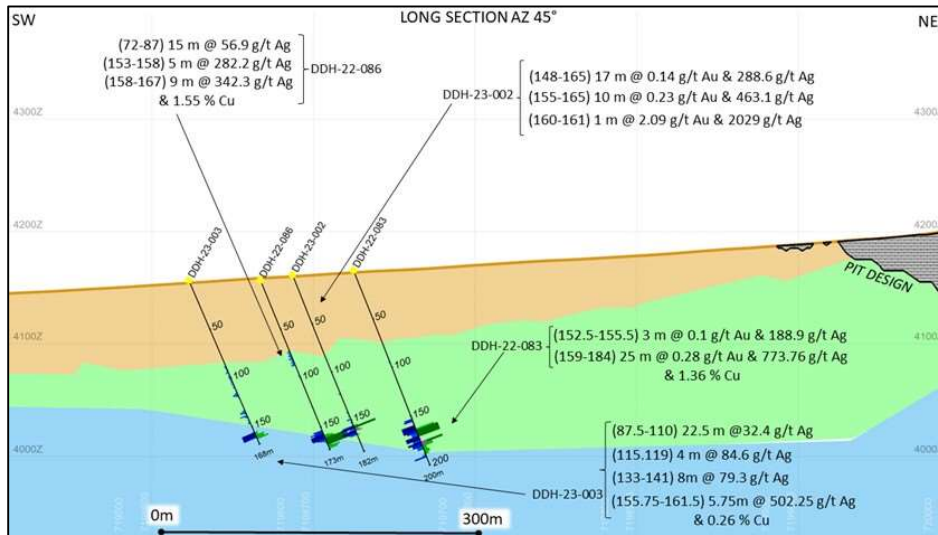 SW
LONG SECTION AZ 45°
NE
(72-87) 15 m @ 56.9 g/t Ag
(153-158) 5 m @ 282.2 g/t Ag
(158-167) 9 m @ 342.3 g/t Ag
& 1.55 % Cu
DDH-22-086
DDH-23-002
(148-165) 17 m @ 0.14 g/t Au & 288.6 g/t Ag
(155-165) 10 m @ 0.23 g/t Au & 463.1 g/t Ag
(160-161) 1 m @ 2.09 g/t Au & 2029 g/t Ag
4300Z
4300Z
4200Z
4200Z
DDH-23-003
DDH-22-086
DDH-23-002
DDH-22-083
PIT DESIGN
50
50
50
50
4100Z
4100Z
100
100
100
100
DDH-22-083
(152.5-155.5) 3 m @ 0.1 g/t Au & 188.9 g/t Ag
(159-184) 25 m @ 0.28 g/t Au & 773.76 g/t Ag
& 1.36 % Cu
150
150
150
150
4000Z
4000Z
168m
173m
182m
200
200m
DDH-23-003
(87.5-110) 22.5 m @32.4 g/t Ag
(115.119) 4 m @ 84.6 g/t Ag
(133-141) 8m @ 79.3 g/t Ag
(155.75-161.5) 5.75m @ 502.25 g/t Ag
& 0.26 % Cu
0m
300m